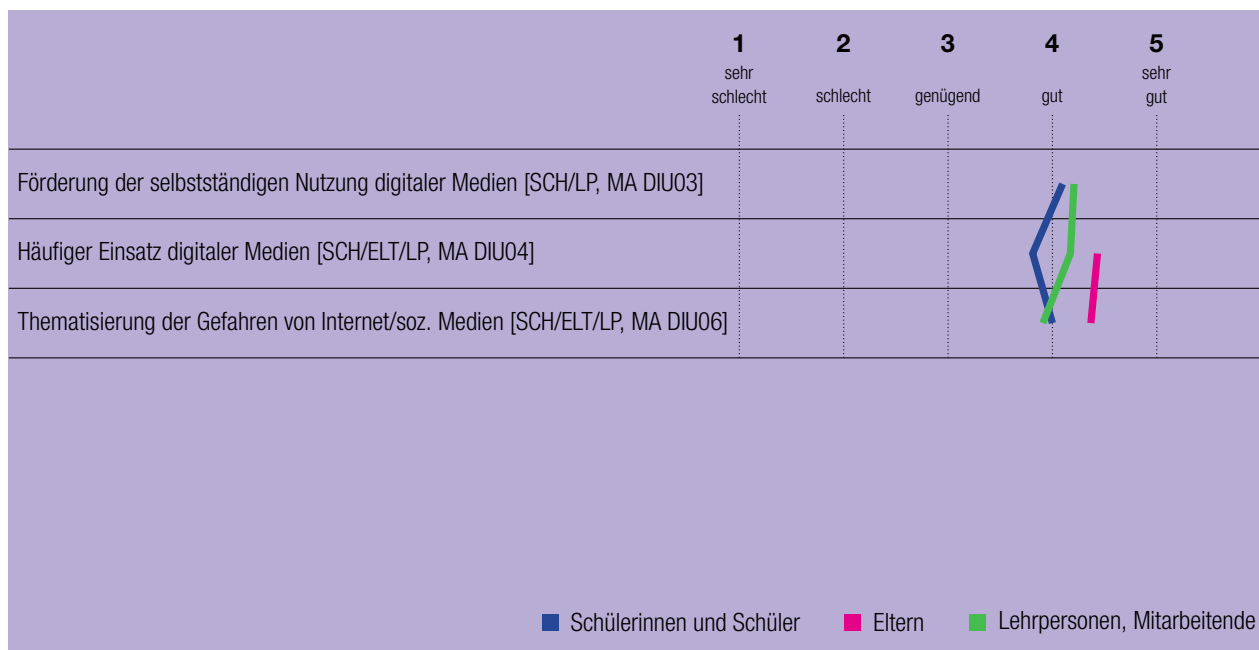 1 2 3 4 5
sehr schlecht schlecht genügend gut sehr gut
Förderung der selbstständigen Nutzung digitaler Medien [SCH/LP, MA DIU03]
Häufiger Einsatz digitaler Medien [SCH/ELT/LP, MA DIU04]
Thematisierung der Gefahren von Internet/soz. Medien [SCH/ELT/LP, MA DIU06]
Schülerinnen und Schüler Eltern Lehrpersonen, Mitarbeitende